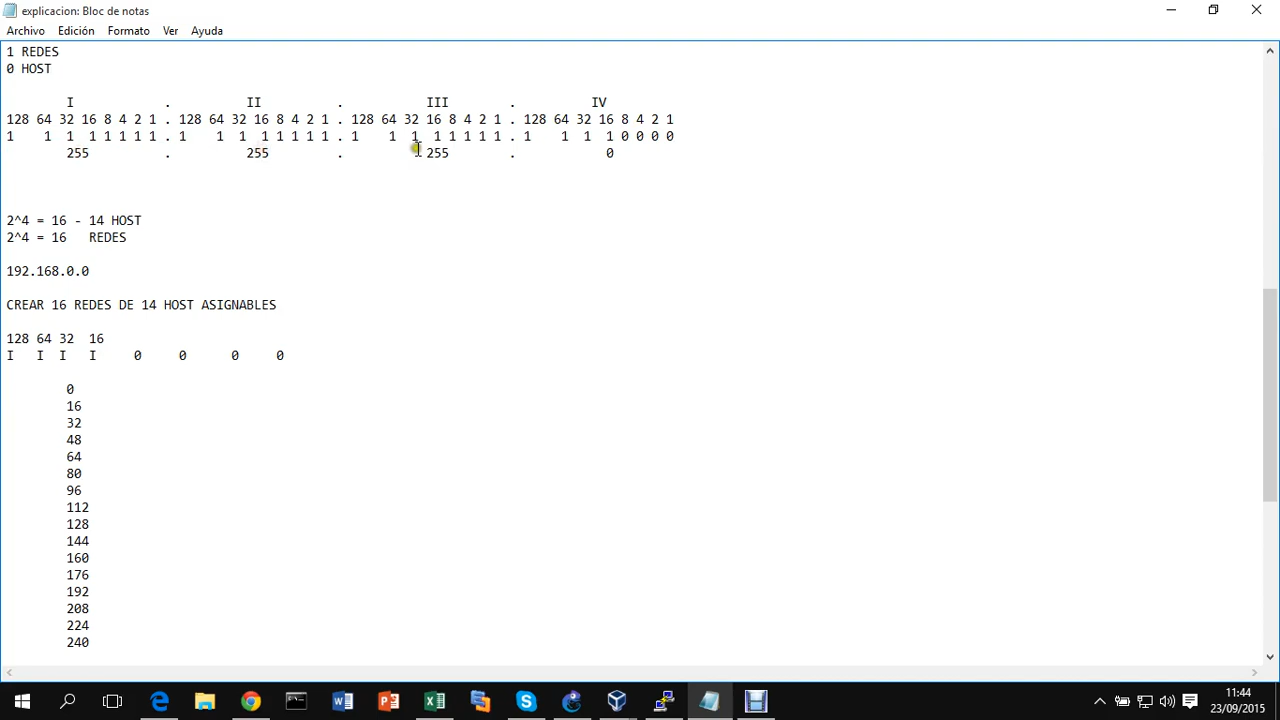 explicacion: Bloc de notas
Archivo Edición Formato Ver Ayuda
1 REDES
0 HOST
I . II . III . IV
128 64 32 16 8 4 2 1 . 128 64 32 16 8 4 2 1 . 128 64 32 16 8 4 2 1 . 128 64 32 16 8 4 2 1
1 1 1 1 1 1 1 1 . 1 1 1 1 1 1 1 1 . 1 1 1 1 1 1 1 1 . 1 1 1 1 0 0 0 0
255 . 255 . 255 . 0
2^4 = 16 - 14 HOST
2^4 = 16 REDES
192.168.0.0
CREAR 16 REDES DE 14 HOST ASIGNABLES
128 64 32 16
I I I I 0 0 0 0
0
16
32
48
64
80
96
112
128
144
160
176
192
208
224
240
11:44
23/09/2015